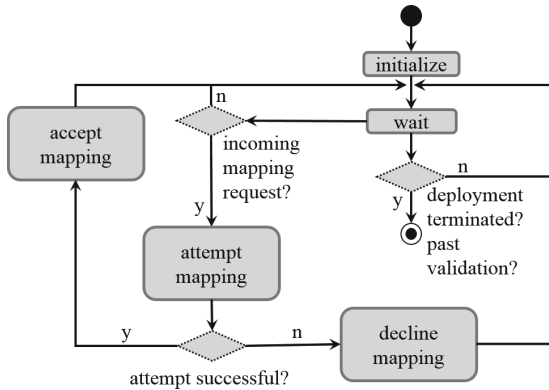 initialize
n
accept
mapping
wait
incoming
mapping
request?
n
y
deployment
terminated?
past
validation?
y
attempt
mapping
y
n
decline
mapping
attempt successful?